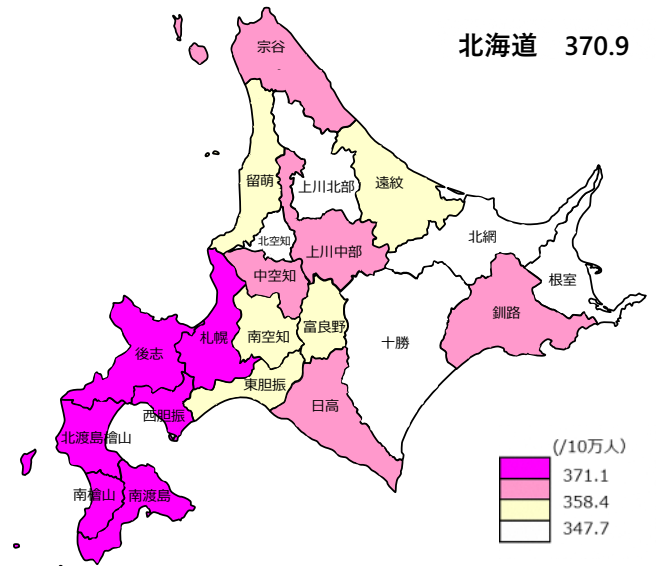 北海道 370.9
宗谷
留萌
上川北部
遠紋
北空知
上川中部
北網
中空知
根室
釧路
札幌
南空知
富良野
十勝
後志
東胆振
日高
西胆振
北渡島檜山
南檜山
南渡島
(/10万人)
371.1
358.4
347.7